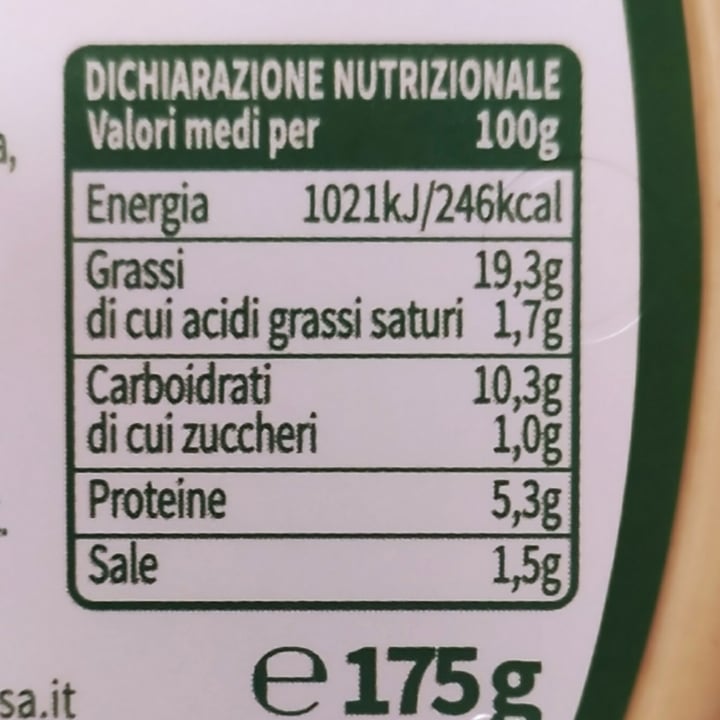 DICHIARAZIONE NUTRIZIONALE
Valori medi per 100g
Energia 1021kJ/246kcal
Grassi 19,3g
di cui acidi grassi saturi 1,7g
Carboidrati 10,3g
di cui zuccheri 1,0g
Proteine 5,3g
Sale 1,5g
e 175g
sa.it